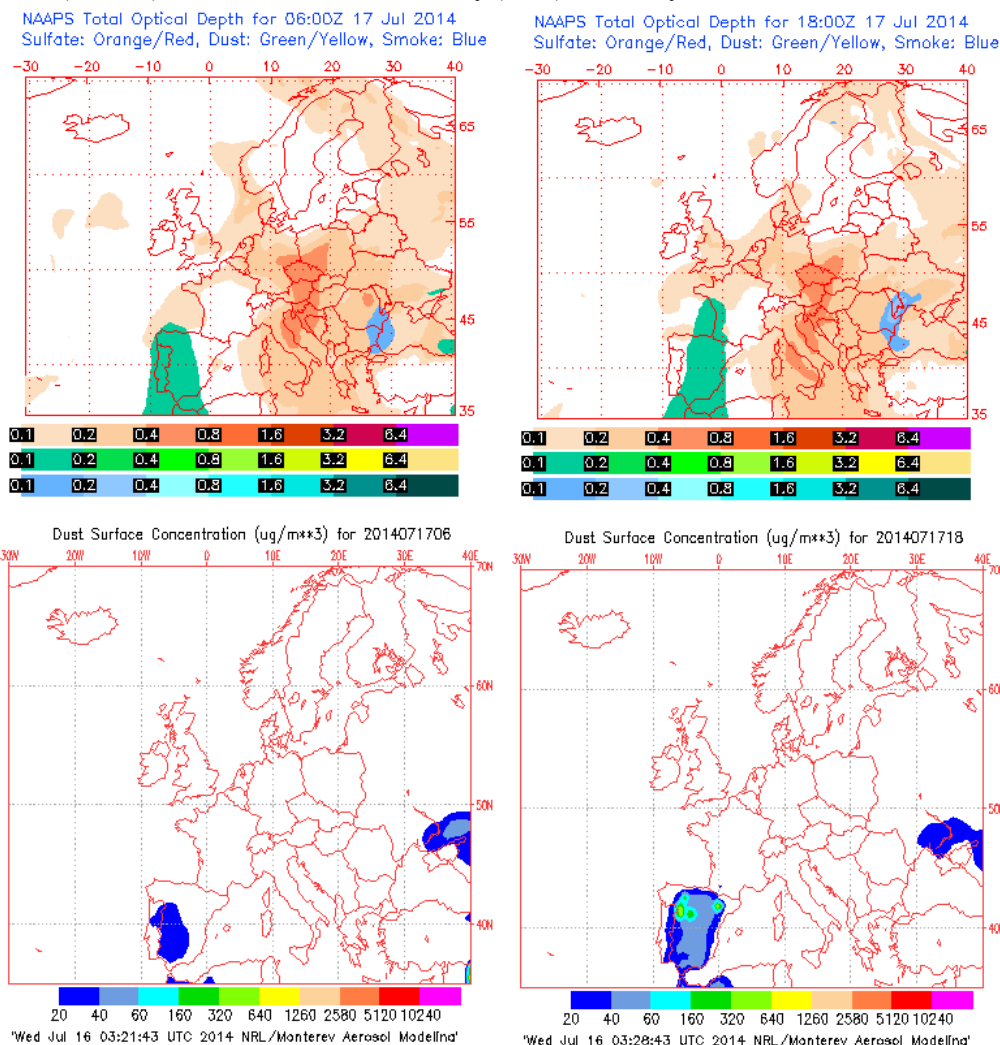 NAAPS Total Optical Depth for 06:00Z 17 Jul 2014
Sulfate: Orange/Red, Dust: Green/Yellow, Smoke: Blue
-30 -20 -10 0 10 20 30 40
65
55
45
35
0.1 0.2 0.4 0.8 1.6 3.2 6.4
0.1 0.2 0.4 0.8 1.6 3.2 6.4
0.1 0.2 0.4 0.8 1.6 3.2 6.4
NAAPS Total Optical Depth for 18:00Z 17 Jul 2014
Sulfate: Orange/Red, Dust: Green/Yellow, Smoke: Blue
-30 -20 -10 0 10 20 30 40
65
55
45
35
0.1 0.2 0.4 0.8 1.6 3.2 6.4
0.1 0.2 0.4 0.8 1.6 3.2 6.4
0.1 0.2 0.4 0.8 1.6 3.2 6.4
Dust Surface Concentration (ug/m**3) for 2014071706
30W 20W 10W 0 10E 20E 30E 40E
70N
60N
50N
40N
20 40 60 160 320 640 1260 2580 5120 10240
'Wed Jul 16 03:21:43 UTC 2014 NRL/Monterey Aerosol Modeling'
Dust Surface Concentration (ug/m**3) for 2014071718
30W 20W 10W 0 10E 20E 30E 40E
20 40 60 160 320 640 1260 2580 5120 10240
'Wed Jul 16 03:28:43 UTC 2014 NRL/Monterey Aerosol Modeling'